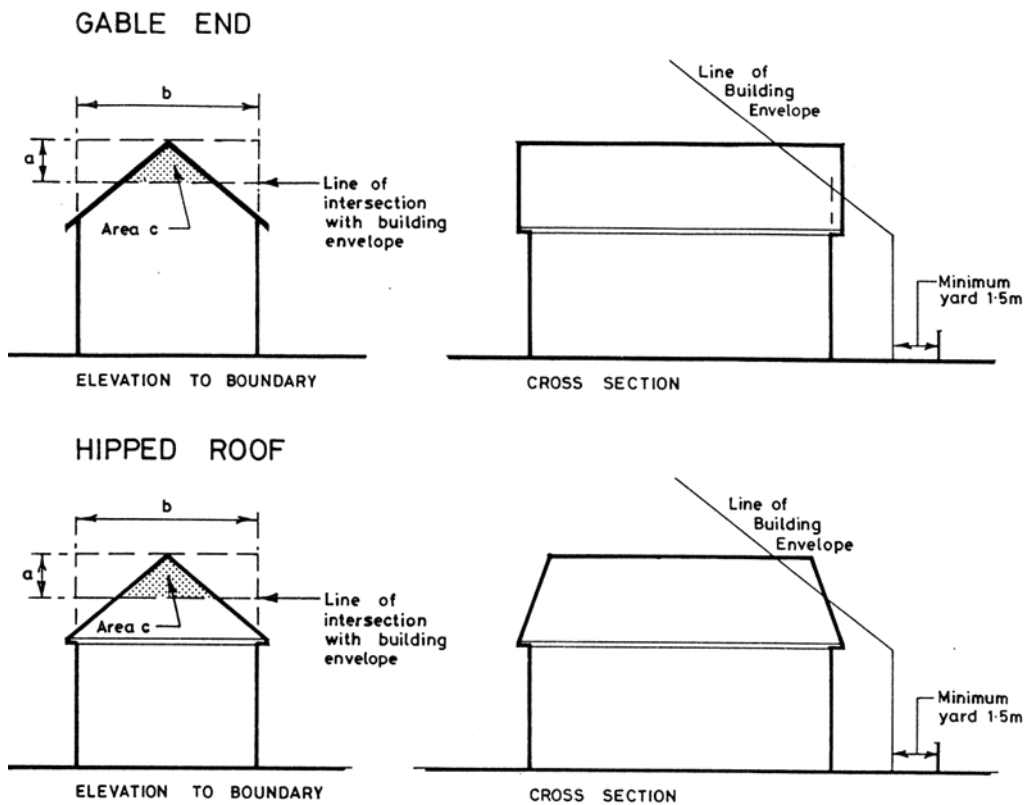 GABLE END
b
a
Area c
Line of
intersection
with building
envelope
ELEVATION TO BOUNDARY
Line of
Building
Envelope
Minimum
yard 1·5m
CROSS SECTION
HIPPED ROOF
b
a
Area c
Line of
intersection
with building
envelope
ELEVATION TO BOUNDARY
Line of
Building
Envelope
Minimum
yard 1·5m
CROSS SECTION